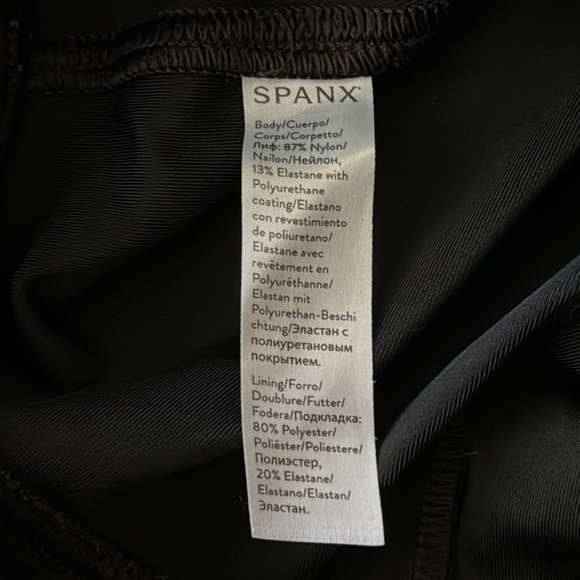 SPANX
Body/Cuerpo/
Corps/Corpetto/
Лиф: 87% Nylon/
Nailon/Нейлон,
13% Elastane with
Polyurethane
coating/Elastano
con revestimiento
de poliuretano/
Elastane avec
revêtement en
Polyuréthanne/
Elastan mit
Polyurethan-Beschi
chtung/Эластан с
полиуретановым
покрытием.
Lining/Forro/
Doublure/Futter/
Fodera/Подкладка:
80% Polyester/
Poliéster/Poliestere/
Полиэстер,
20% Elastane/
Elastano/Elastan/
Эластан.